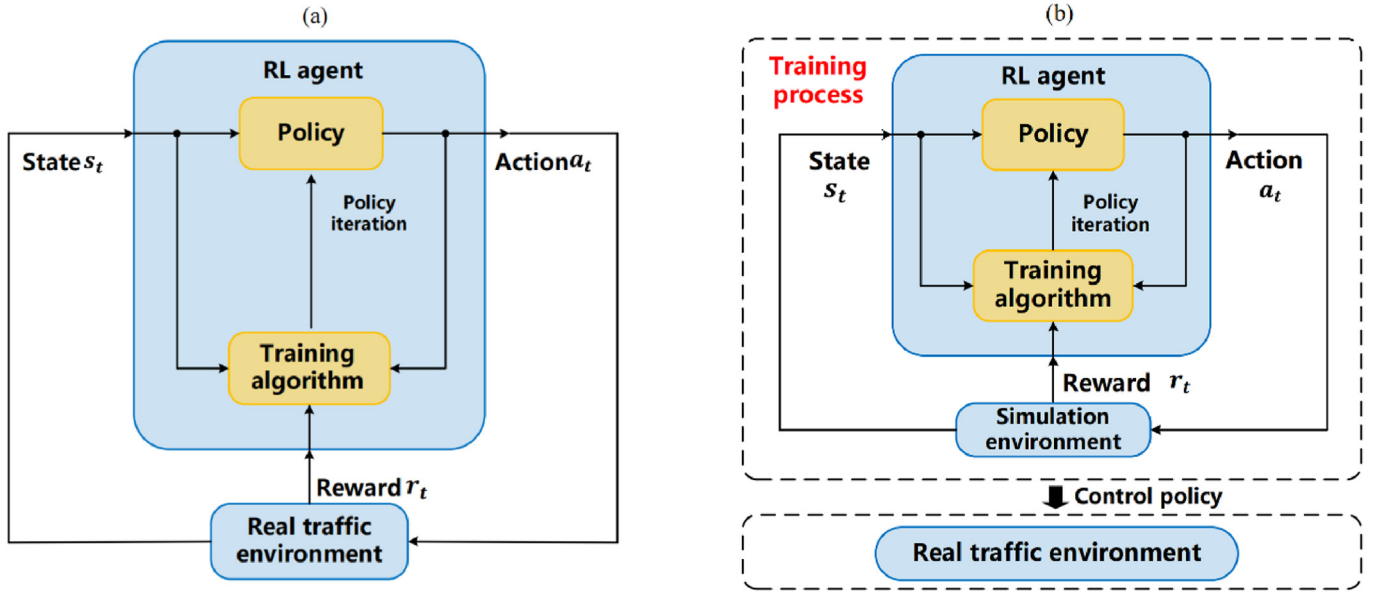 (a)
RL agent
Policy
State s_t
Action a_t
Policy
iteration
Training
algorithm
Reward r_t
Real traffic
environment
(b)
Training
process
RL agent
Policy
State
s_t
Action
a_t
Policy
iteration
Training
algorithm
Reward r_t
Simulation
environment
Control policy
Real traffic environment